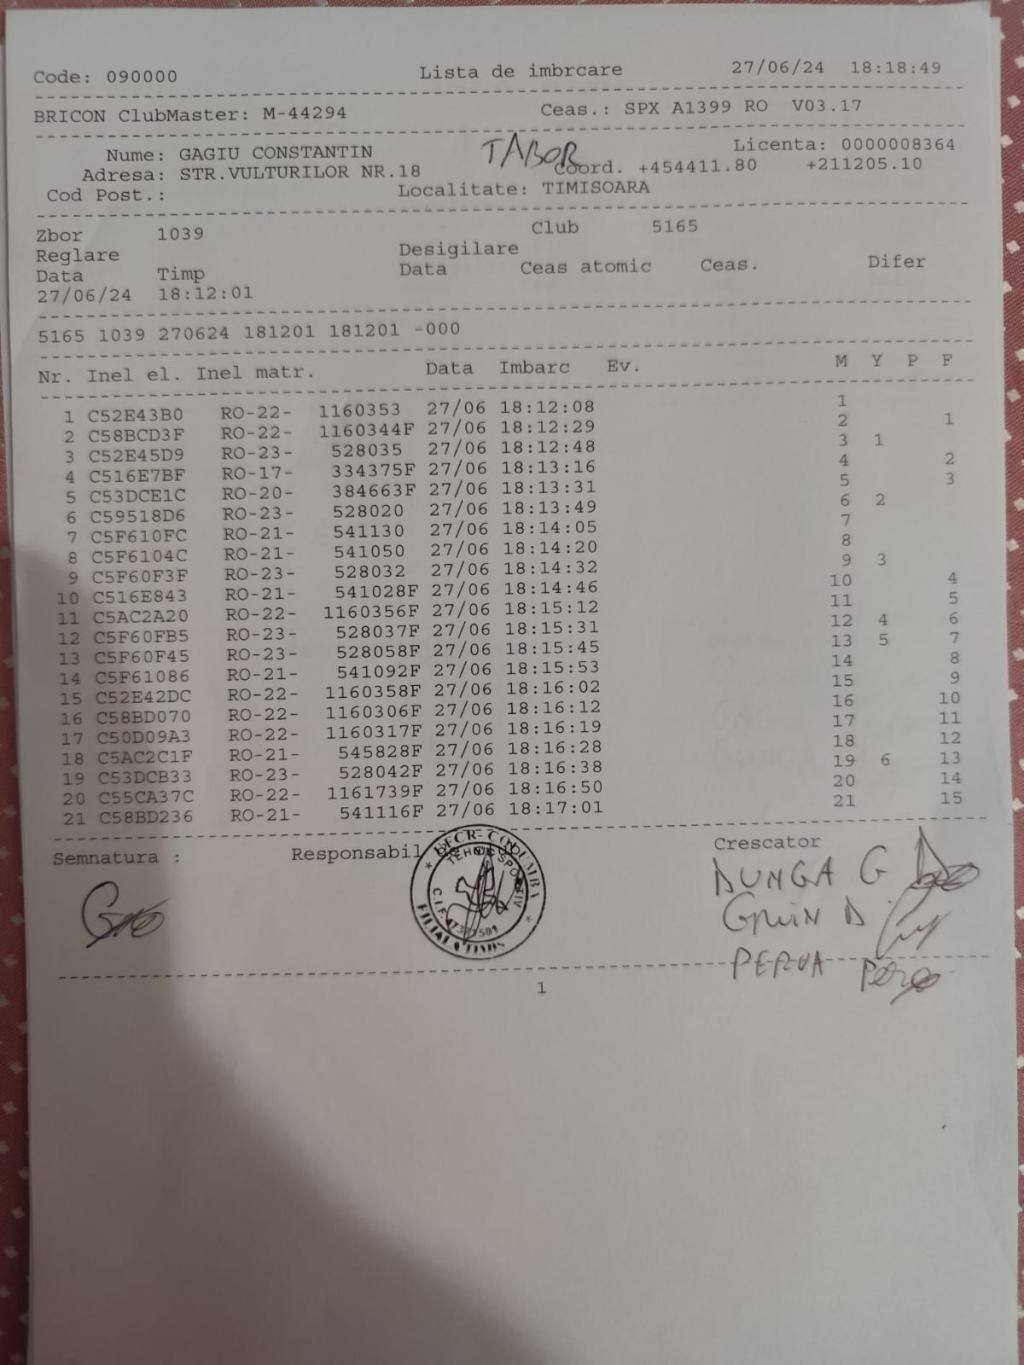 Code: 090000 Lista de imbrcare 27/06/24 18:18:49
BRICON ClubMaster: M-44294 Ceas.: SPX A1399 RO V03.17
TABOR
Nume: GAGIU CONSTANTIN Licenta: 0000008364
Adresa: STR.VULTURILOR NR.18 Coord. +454411.80 +211205.10
Cod Post.: Localitate: TIMISOARA
Zbor 1039 Club 5165
Reglare Desigilare
Data Timp Data Ceas atomic Ceas. Difer
27/06/24 18:12:01
5165 1039 270624 181201 181201 -000
Nr. Inel el. Inel matr. Data Imbarc Ev. M Y P F
1 C52E43B0 RO-22- 1160353 27/06 18:12:08 1
2 C58BCD3F RO-22- 1160344F 27/06 18:12:29 2 1
3 C52E45D9 RO-23- 528035 27/06 18:12:48 3 1
4 C516E7BF RO-17- 334375F 27/06 18:13:16 4 2
5 C53DCE1C RO-20- 384663F 27/06 18:13:31 5 3
6 C59518D6 RO-23- 528020 27/06 18:13:49 6 2
7 C5F610FC RO-21- 541130 27/06 18:14:05 7
8 C5F6104C RO-21- 541050 27/06 18:14:20 8
9 C5F60F3F RO-23- 528032 27/06 18:14:32 9 3
10 C516E843 RO-21- 541028F 27/06 18:14:46 10 4
11 C5AC2A20 RO-22- 1160356F 27/06 18:15:12 11 5
12 C5F60FB5 RO-23- 528037F 27/06 18:15:31 12 4 6
13 C5F60F45 RO-23- 528058F 27/06 18:15:45 13 5 7
14 C5F61086 RO-21- 541092F 27/06 18:15:53 14 8
15 C52E42DC RO-22- 1160358F 27/06 18:16:02 15 9
16 C58BD070 RO-22- 1160306F 27/06 18:16:12 16 10
17 C50D09A3 RO-22- 1160317F 27/06 18:16:19 17 11
18 C5AC2C1F RO-21- 545828F 27/06 18:16:28 18 12
19 C53DCB33 RO-23- 528042F 27/06 18:16:38 19 6 13
20 C55CA37C RO-22- 1161739F 27/06 18:16:50 20 14
21 C58BD236 RO-21- 541116F 27/06 18:17:01 21 15
Semnatura : Responsabil Crescator
COLUMBA
TEHNIC SPORTIV
C.I.F.
FILIALA TIMIS
DUNGA G
PERVA
1